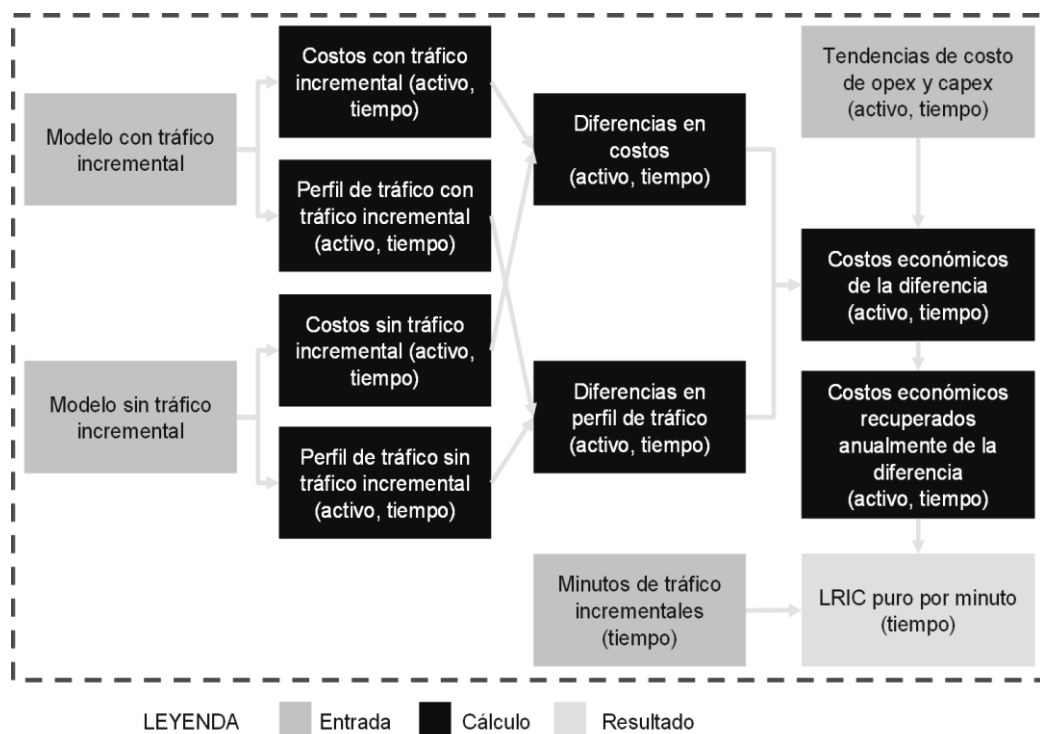 Modelo con tráfico
incremental
Modelo sin tráfico
incremental
Costos con tráfico
incremental (activo,
tiempo)
Perfil de tráfico con
tráfico incremental
(activo, tiempo)
Costos sin tráfico
incremental (activo,
tiempo)
Perfil de tráfico sin
tráfico incremental
(activo, tiempo)
Diferencias en
costos
(activo, tiempo)
Diferencias en
perfil de tráfico
(activo, tiempo)
Minutos de tráfico
incrementales
(tiempo)
Tendencias de costo
de opex y capex
(activo, tiempo)
Costos económicos
de la diferencia
(activo, tiempo)
Costos económicos
recuperados
anualmente de la
diferencia
(activo, tiempo)
LRIC puro por minuto
(tiempo)
LEYENDA
Entrada
Cálculo
Resultado